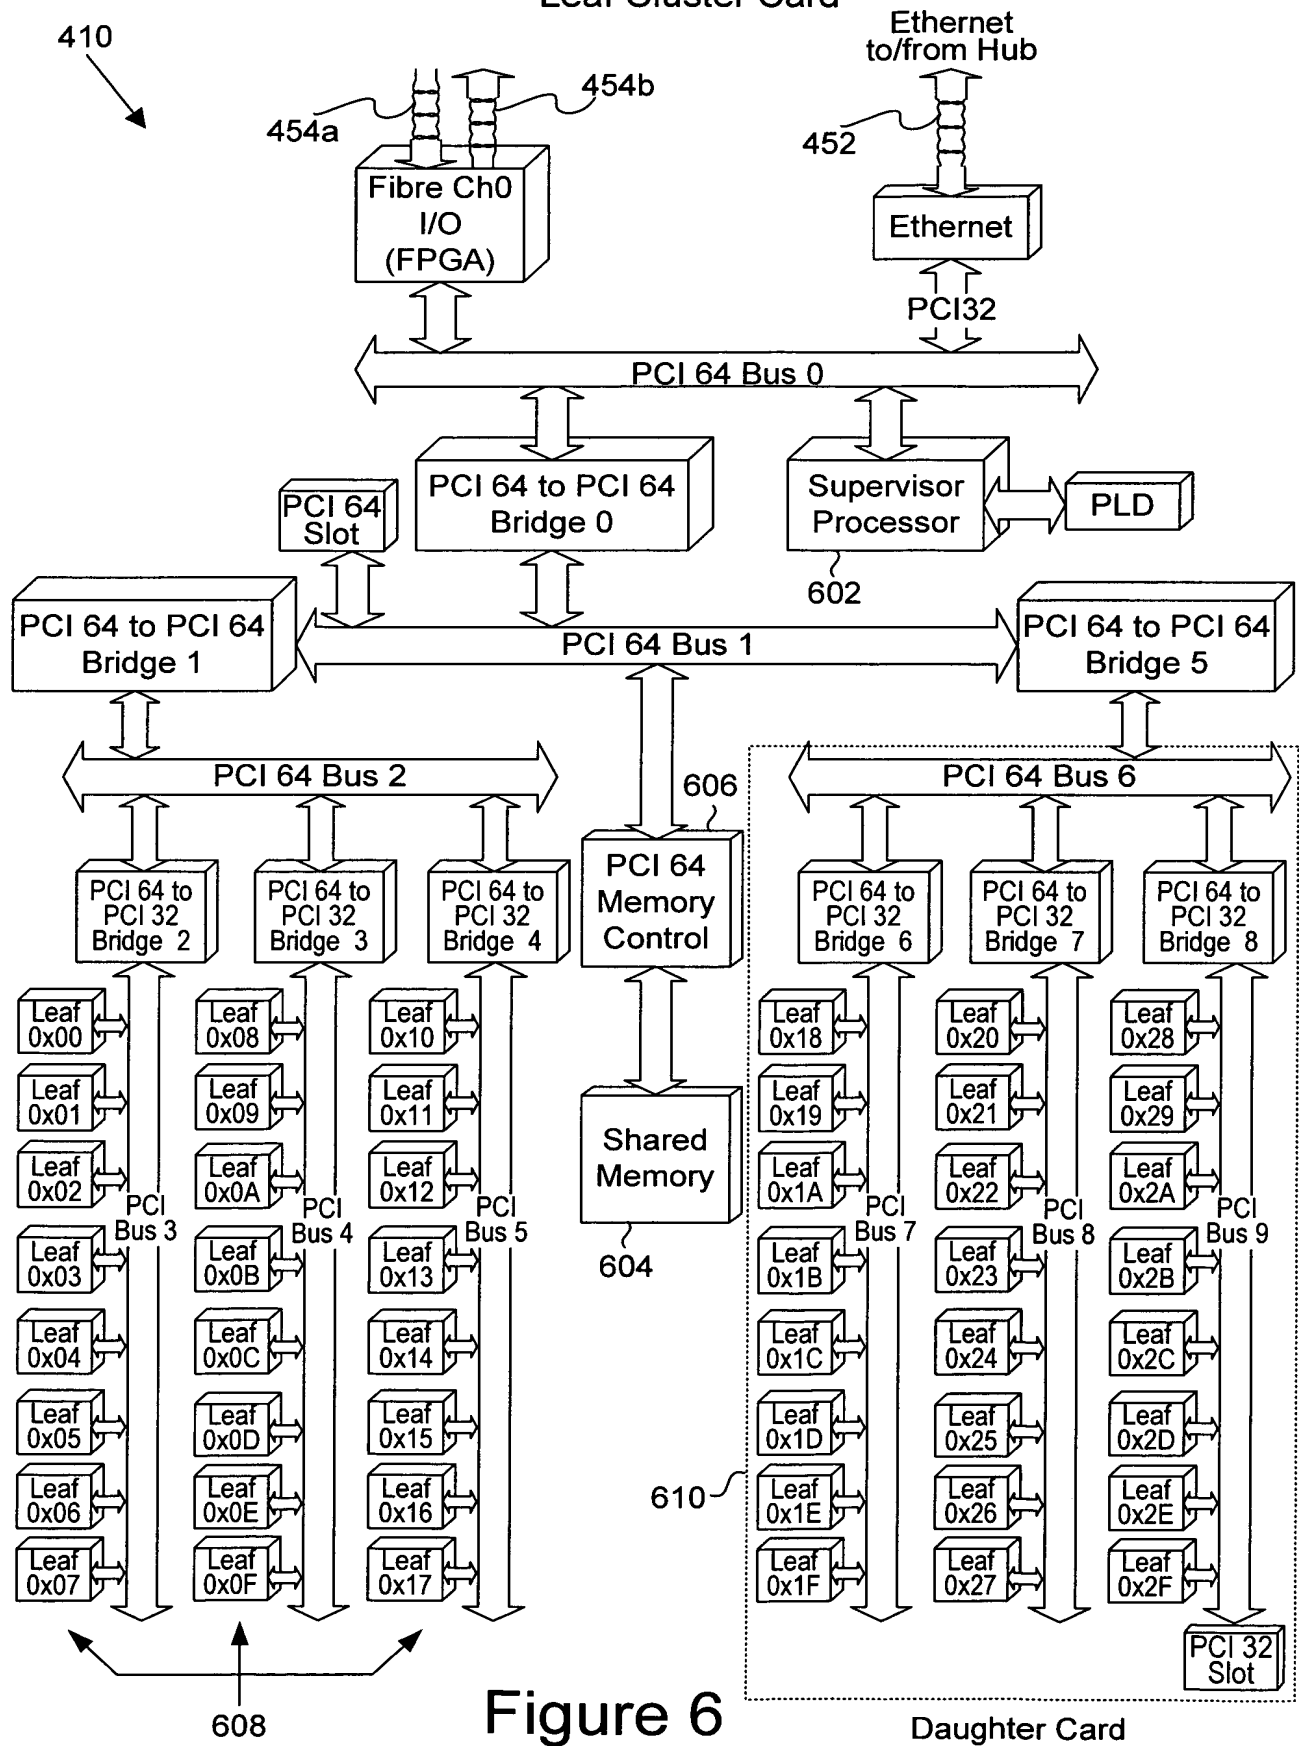 Leaf Cluster Card
410
Ethernet
to/from Hub
454a
454b
452
Fibre Ch0
I/O
(FPGA)
Ethernet
PCI32
PCI 64 Bus 0
PCI 64
Slot
PCI 64 to PCI 64
Bridge 0
Supervisor
Processor
PLD
602
PCI 64 to PCI 64
Bridge 1
PCI 64 Bus 1
PCI 64 to PCI 64
Bridge 5
PCI 64 Bus 2
606
PCI 64 Bus 6
PCI 64 to
PCI 32
Bridge 2
PCI 64 to
PCI 32
Bridge 3
PCI 64 to
PCI 32
Bridge 4
PCI 64
Memory
Control
PCI 64 to
PCI 32
Bridge 6
PCI 64 to
PCI 32
Bridge 7
PCI 64 to
PCI 32
Bridge 8
Leaf
0x00
Leaf
0x01
Leaf
0x02
Leaf
0x03
Leaf
0x04
Leaf
0x05
Leaf
0x06
Leaf
0x07
PCI
Bus 3
Leaf
0x08
Leaf
0x09
Leaf
0x0A
Leaf
0x0B
Leaf
0x0C
Leaf
0x0D
Leaf
0x0E
Leaf
0x0F
PCI
Bus 4
Leaf
0x10
Leaf
0x11
Leaf
0x12
Leaf
0x13
Leaf
0x14
Leaf
0x15
Leaf
0x16
Leaf
0x17
PCI
Bus 5
Shared
Memory
604
Leaf
0x18
Leaf
0x19
Leaf
0x1A
Leaf
0x1B
Leaf
0x1C
Leaf
0x1D
Leaf
0x1E
Leaf
0x1F
PCI
Bus 7
Leaf
0x20
Leaf
0x21
Leaf
0x22
Leaf
0x23
Leaf
0x24
Leaf
0x25
Leaf
0x26
Leaf
0x27
PCI
Bus 8
Leaf
0x28
Leaf
0x29
Leaf
0x2A
Leaf
0x2B
Leaf
0x2C
Leaf
0x2D
Leaf
0x2E
Leaf
0x2F
PCI
Bus 9
610
PCI 32
Slot
608
Figure 6
Daughter Card